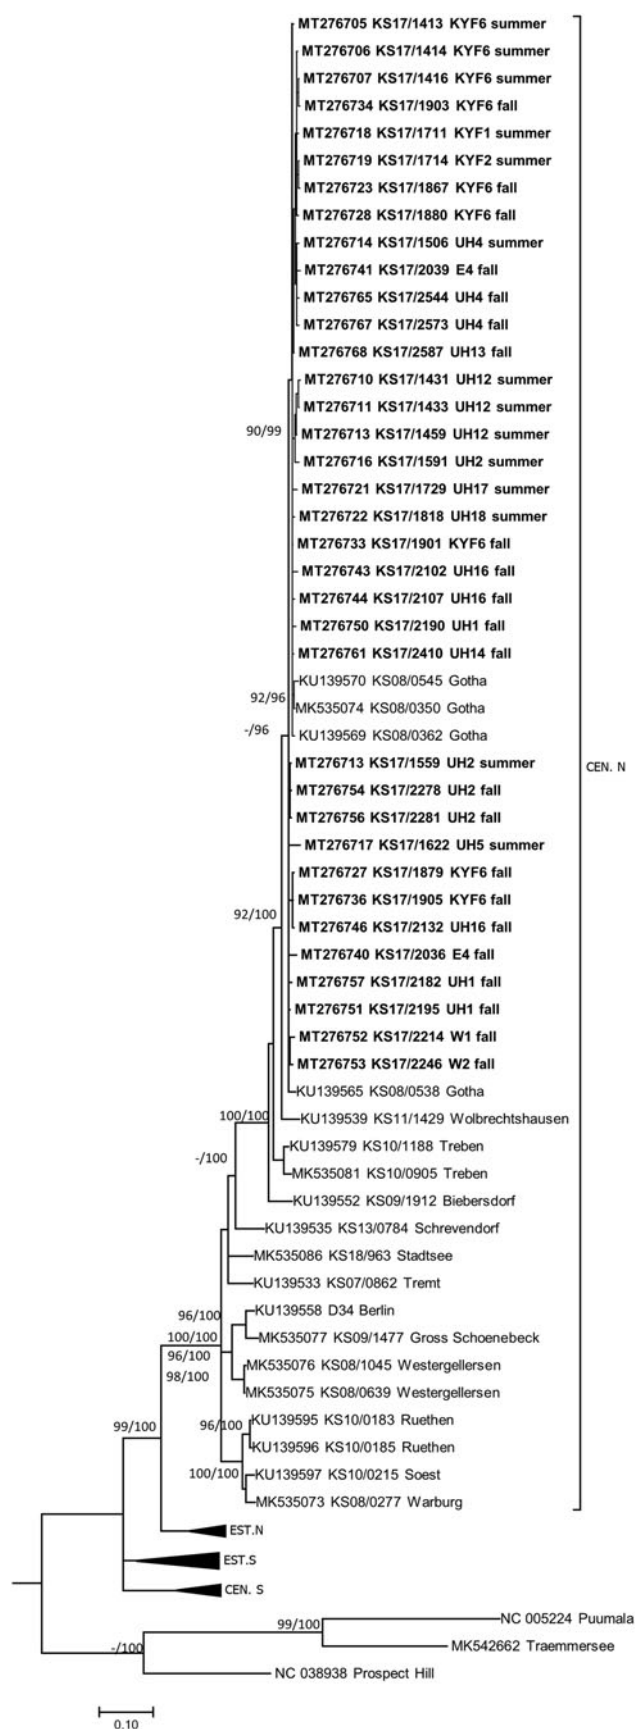 MT276705 KS17/1413 KYF6 summer
MT276706 KS17/1414 KYF6 summer
MT276707 KS17/1416 KYF6 summer
MT276734 KS17/1903 KYF6 fall
MT276718 KS17/1711 KYF1 summer
MT276719 KS17/1714 KYF2 summer
MT276723 KS17/1867 KYF6 fall
MT276728 KS17/1880 KYF6 fall
MT276714 KS17/1506 UH4 summer
MT276741 KS17/2039 E4 fall
MT276765 KS17/2544 UH4 fall
MT276767 KS17/2573 UH4 fall
MT276768 KS17/2587 UH13 fall
MT276710 KS17/1431 UH12 summer
MT276711 KS17/1433 UH12 summer
90/99
MT276713 KS17/1459 UH12 summer
MT276716 KS17/1591 UH2 summer
MT276721 KS17/1729 UH17 summer
MT276722 KS17/1818 UH18 summer
MT276733 KS17/1901 KYF6 fall
MT276743 KS17/2102 UH16 fall
MT276744 KS17/2107 UH16 fall
MT276750 KS17/2190 UH1 fall
MT276761 KS17/2410 UH14 fall
KU139570 KS08/0545 Gotha
92/96
MK535074 KS08/0350 Gotha
-/96
KU139569 KS08/0362 Gotha
MT276713 KS17/1559 UH2 summer
CEN. N
MT276754 KS17/2278 UH2 fall
MT276756 KS17/2281 UH2 fall
MT276717 KS17/1622 UH5 summer
MT276727 KS17/1879 KYF6 fall
MT276736 KS17/1905 KYF6 fall
92/100
MT276746 KS17/2132 UH16 fall
MT276740 KS17/2036 E4 fall
MT276757 KS17/2182 UH1 fall
MT276751 KS17/2195 UH1 fall
MT276752 KS17/2214 W1 fall
MT276753 KS17/2246 W2 fall
KU139565 KS08/0538 Gotha
100/100
KU139539 KS11/1429 Wolbrechtshausen
KU139579 KS10/1188 Treben
-/100
MK535081 KS10/0905 Treben
KU139552 KS09/1912 Biebersdorf
KU139535 KS13/0784 Schrevendorf
MK535086 KS18/963 Stadtsee
KU139533 KS07/0862 Tremt
96/100
KU139558 D34 Berlin
100/100
MK535077 KS09/1477 Gross Schoenebeck
96/100
MK535076 KS08/1045 Westergellersen
98/100
MK535075 KS08/0639 Westergellersen
99/100
96/100
KU139595 KS10/0183 Ruethen
KU139596 KS10/0185 Ruethen
100/100
KU139597 KS10/0215 Soest
MK535073 KS08/0277 Warburg
EST.N
EST.S
CEN. S
99/100
NC 005224 Puumala
-/100
MK542662 Traemmersee
NC 038938 Prospect Hill
0.10